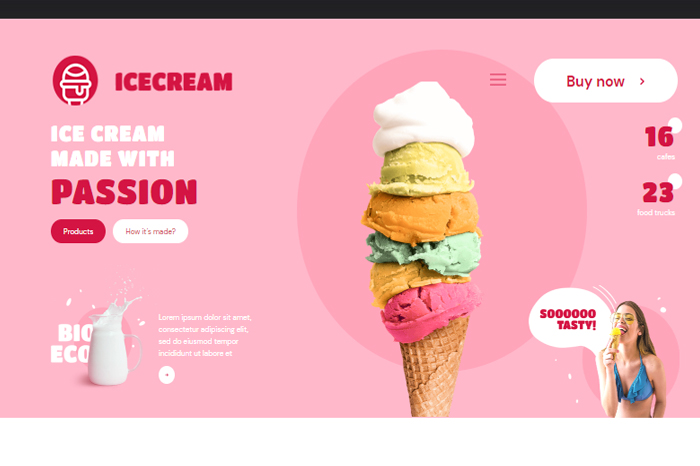 ICECREAM
Buy now
ICE CREAM
MADE WITH
PASSION
Products
How it's made?
16
cafes
23
food trucks
BIO
ECO
Lorem ipsum dolor sit amet,
consectetur adipiscing elit,
sed do eiusmod tempor
incididunt ut labore et
SOOOOOO
TASTY!